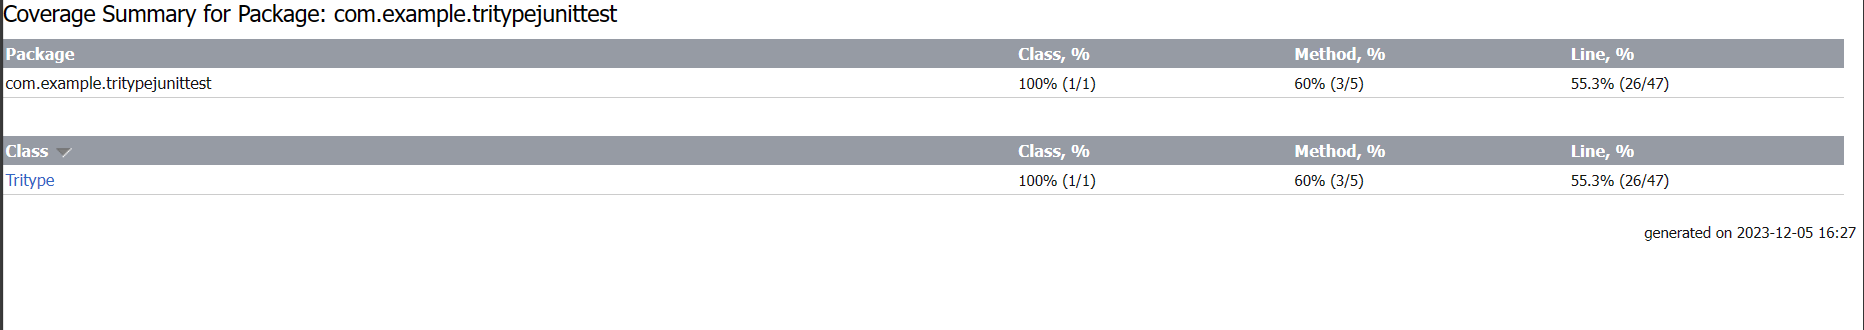 Coverage Summary for Package: com.example.tritypejunittest
Package Class, % Method, % Line, %
com.example.tritypejunittest 100% (1/1) 60% (3/5) 55.3% (26/47)
Class Class, % Method, % Line, %
Tritype 100% (1/1) 60% (3/5) 55.3% (26/47)
generated on 2023-12-05 16:27